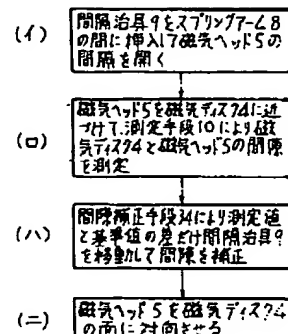 (イ)
間隔治具9をスプリングアーム8
の間に挿入して磁気ヘッド5の
間隔を開く
(ロ)
磁気ヘッド5を磁気ディスク4に近
づけて、測定手段10により磁
気ディスク4と磁気ヘッド5の間隙
を測定
(ハ)
間隙補正手段34により測定値
と基準値の差だけ間隔治具9
を移動して間隙を補正
(ニ)
磁気ヘッド5を磁気ディスク4
の面に対向させる